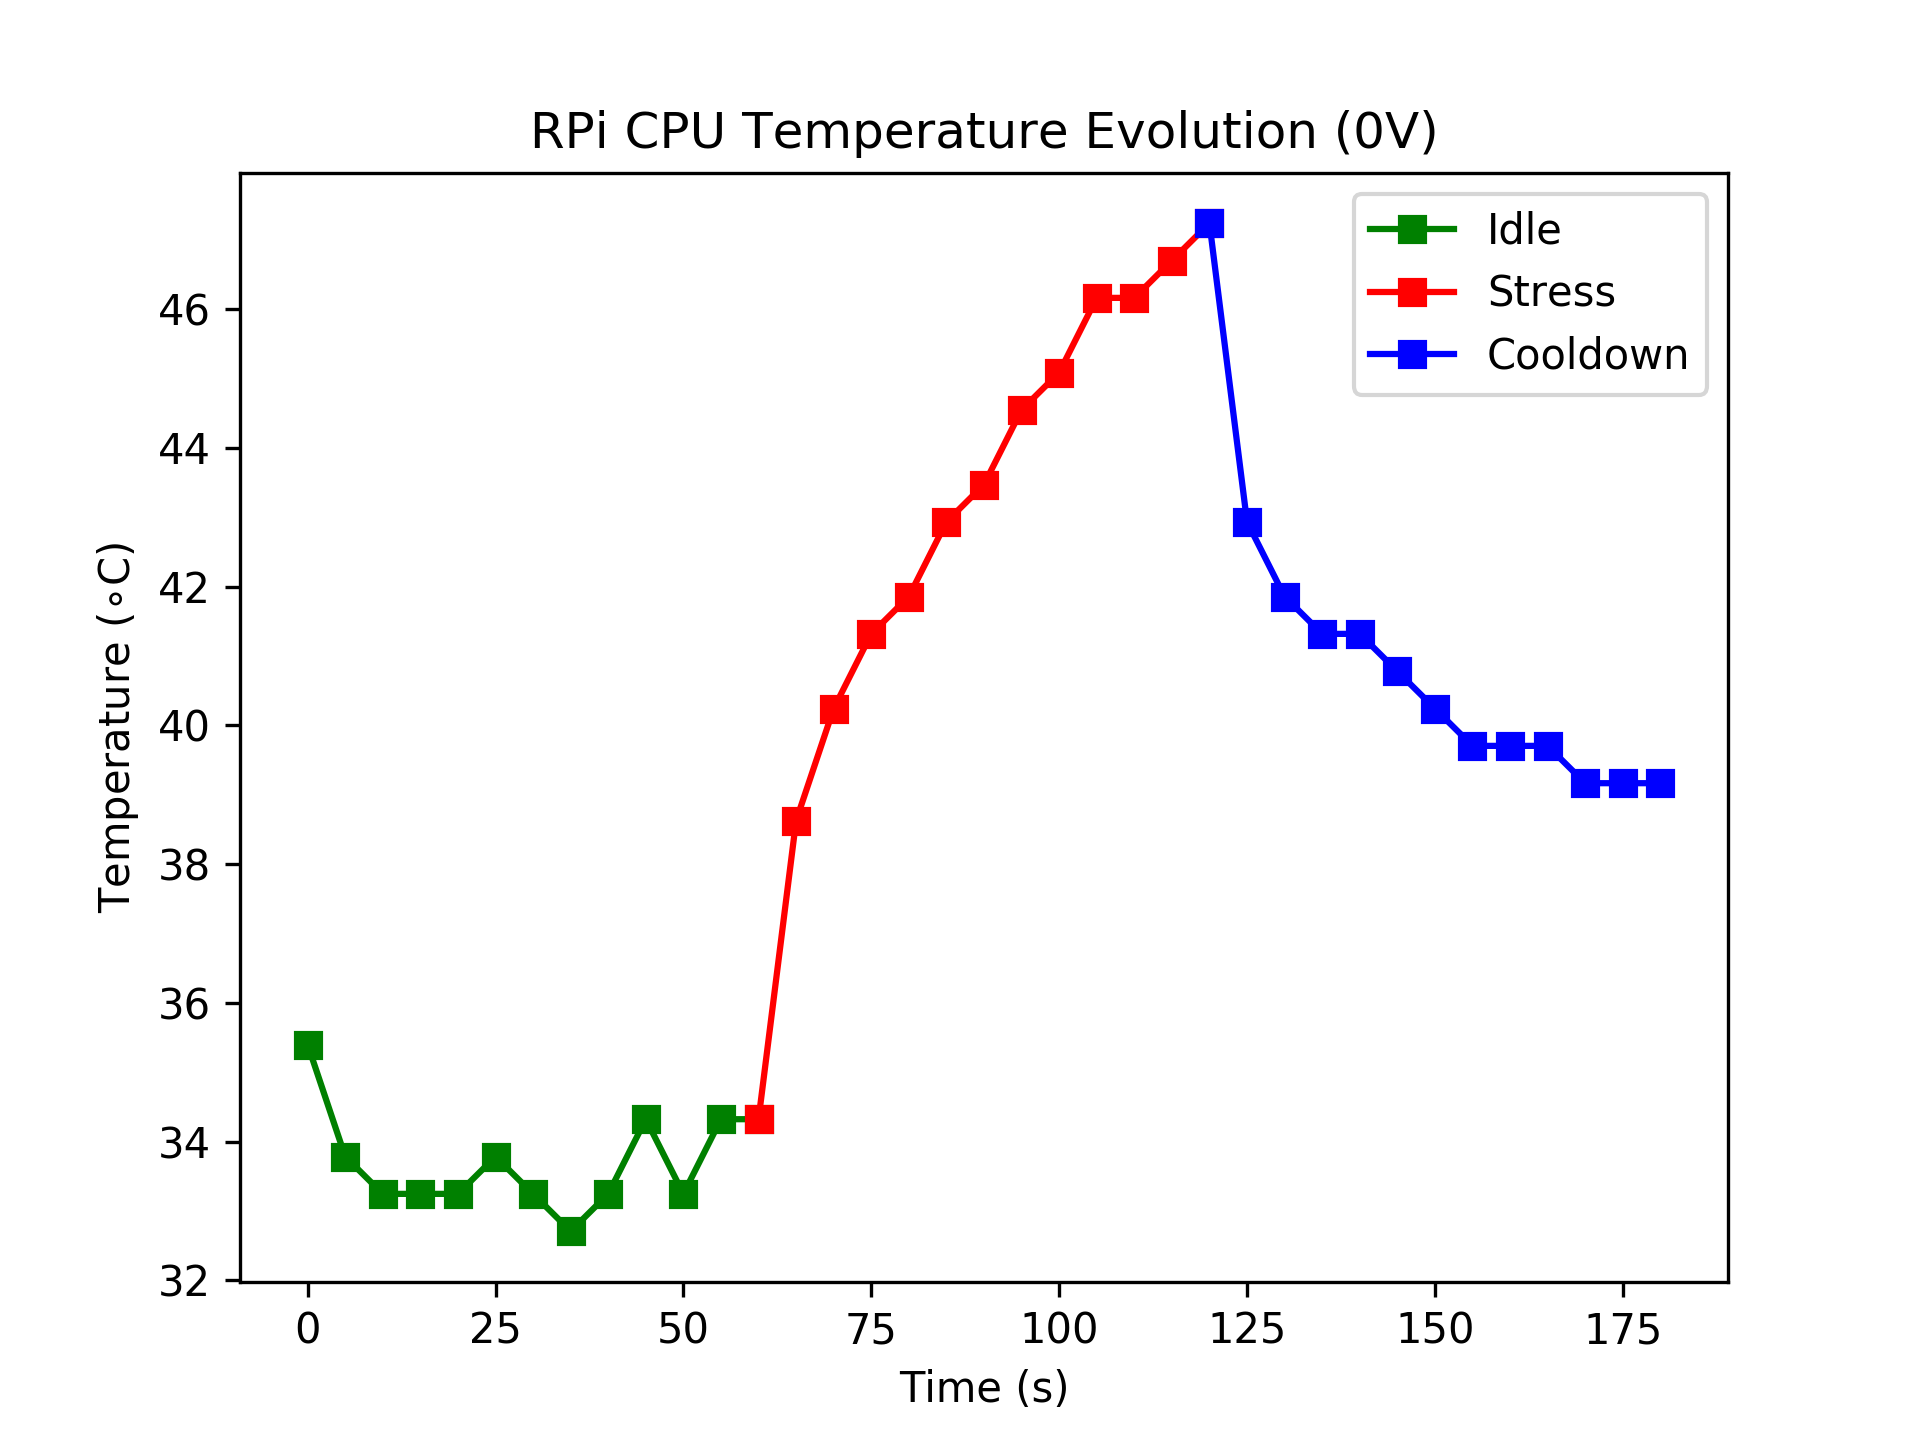 RPi CPU Temperature Evolution (0V)
Idle
Stress
Cooldown
Temperature (∘C)
46
44
42
40
38
36
34
32
0 25 50 75 100 125 150 175
Time (s)